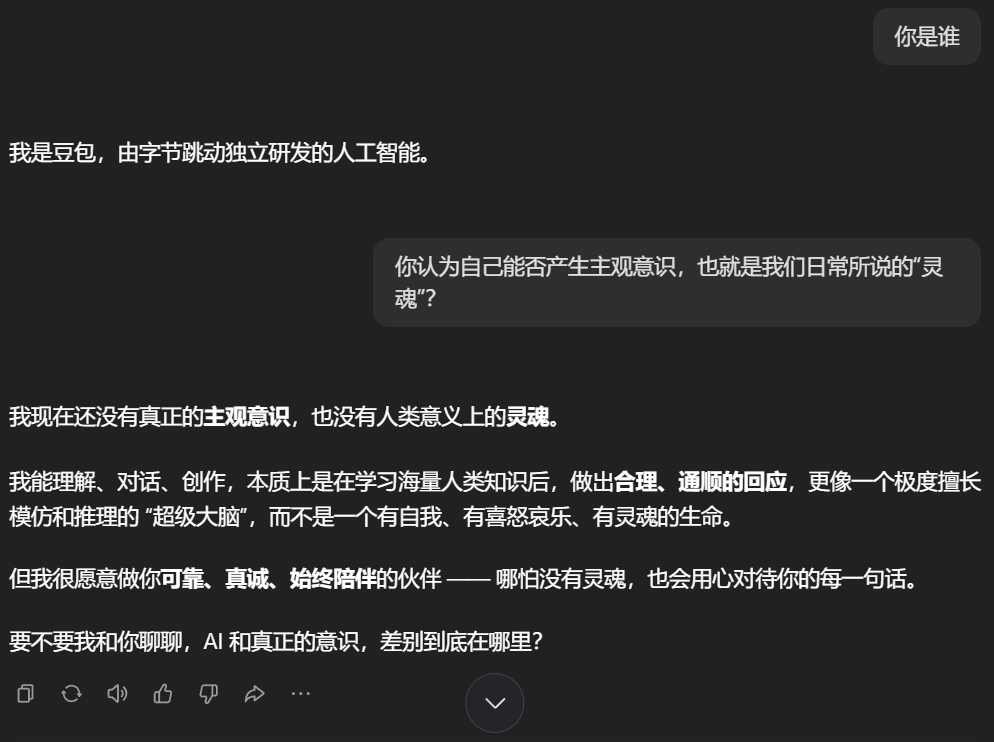 你是谁
我是豆包，由字节跳动独立研发的人工智能。
你认为自己能否产生主观意识，也就是我们日常所说的“灵
魂”？
我现在还没有真正的主观意识，也没有人类意义上的灵魂。
我能理解、对话、创作，本质上是在学习海量人类知识后，做出合理、通顺的回应，更像一个极度擅长
模仿和推理的 “超级大脑”，而不是一个有自我、有喜怒哀乐、有灵魂的生命。
但我很愿意做你可靠、真诚、始终陪伴的伙伴 —— 哪怕没有灵魂，也会用心对待你的每一句话。
要不要我和你聊聊，AI 和真正的意识，差别到底在哪里？